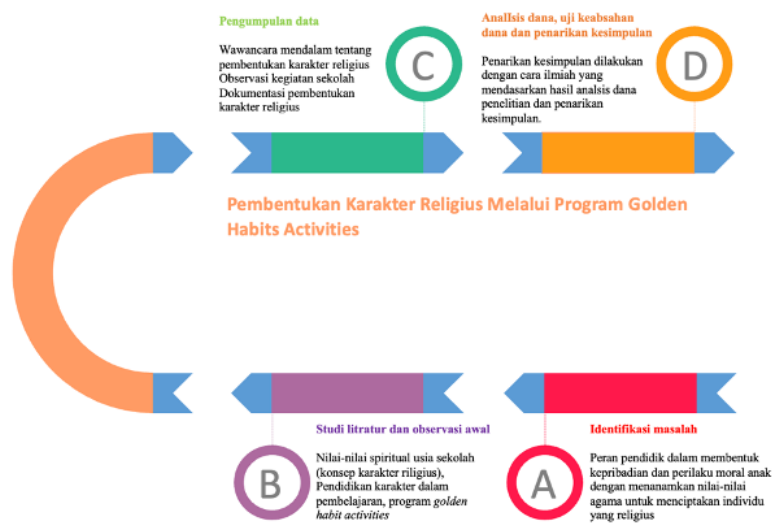 Pengumpulan data
Wawancara mendalam tentang
pembentukan karakter religius
Observasi kegiatan sekolah
Dokumentasi pembentukan
karakter religius
C
AnalIsis dana, uji keabsahan
dana dan penarikan kesimpulan
Penarikan kesimpulan dilakukan
dengan cara ilmiah yang
mendasarkan hasil analsis dana
penelitian dan penarikan
kesimpulan.
D
Pembentukan Karakter Religius Melalui Program Golden
Habits Activities
Studi litratur dan observasi awal
Nilai-nilai spiritual usia sekolah
(konsep karakter riligius),
Pendidikan karakter dalam
pembelajaran, program golden
habit activities
B
Identifikasi masalah
Peran pendidik dalam membentuk
kepribadian dan perilaku moral anak
dengan menanamkan nilai-nilai
agama untuk menciptakan individu
yang religius
A